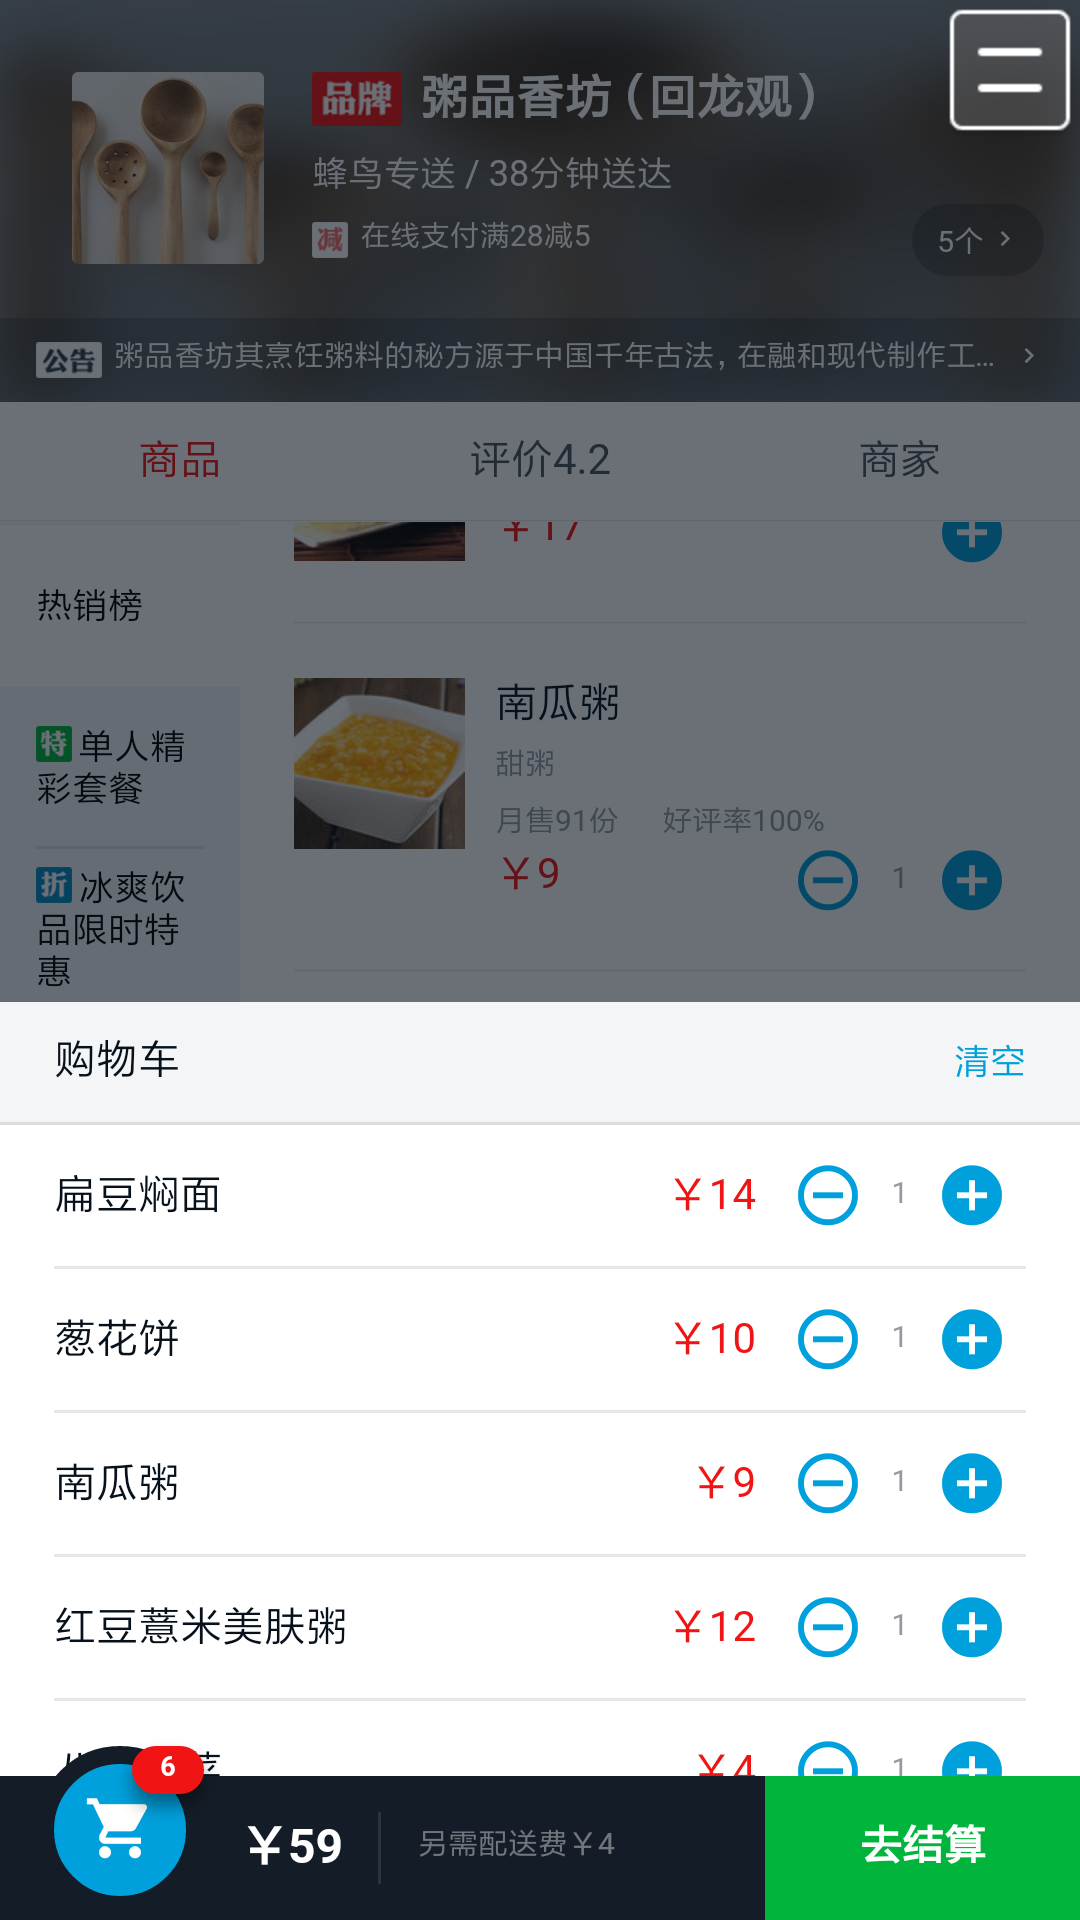 品牌 粥品香坊（回龙观）
蜂鸟专送 / 38分钟送达
减 在线支付满28减5
5个
公告 粥品香坊其烹饪粥料的秘方源于中国千年古法，在融和现代制作工...
商品 评价4.2 商家
￥17
热销榜
南瓜粥
甜粥
月售91份 好评率100%
￥9 1
特 单人精
彩套餐
折 冰爽饮
品限时特
惠
购物车 清空
扁豆焖面 ￥14 1
葱花饼 ￥10 1
南瓜粥 ￥9 1
红豆薏米美肤粥 ￥12 1
￥4 1
6
￥59 另需配送费￥4 去结算